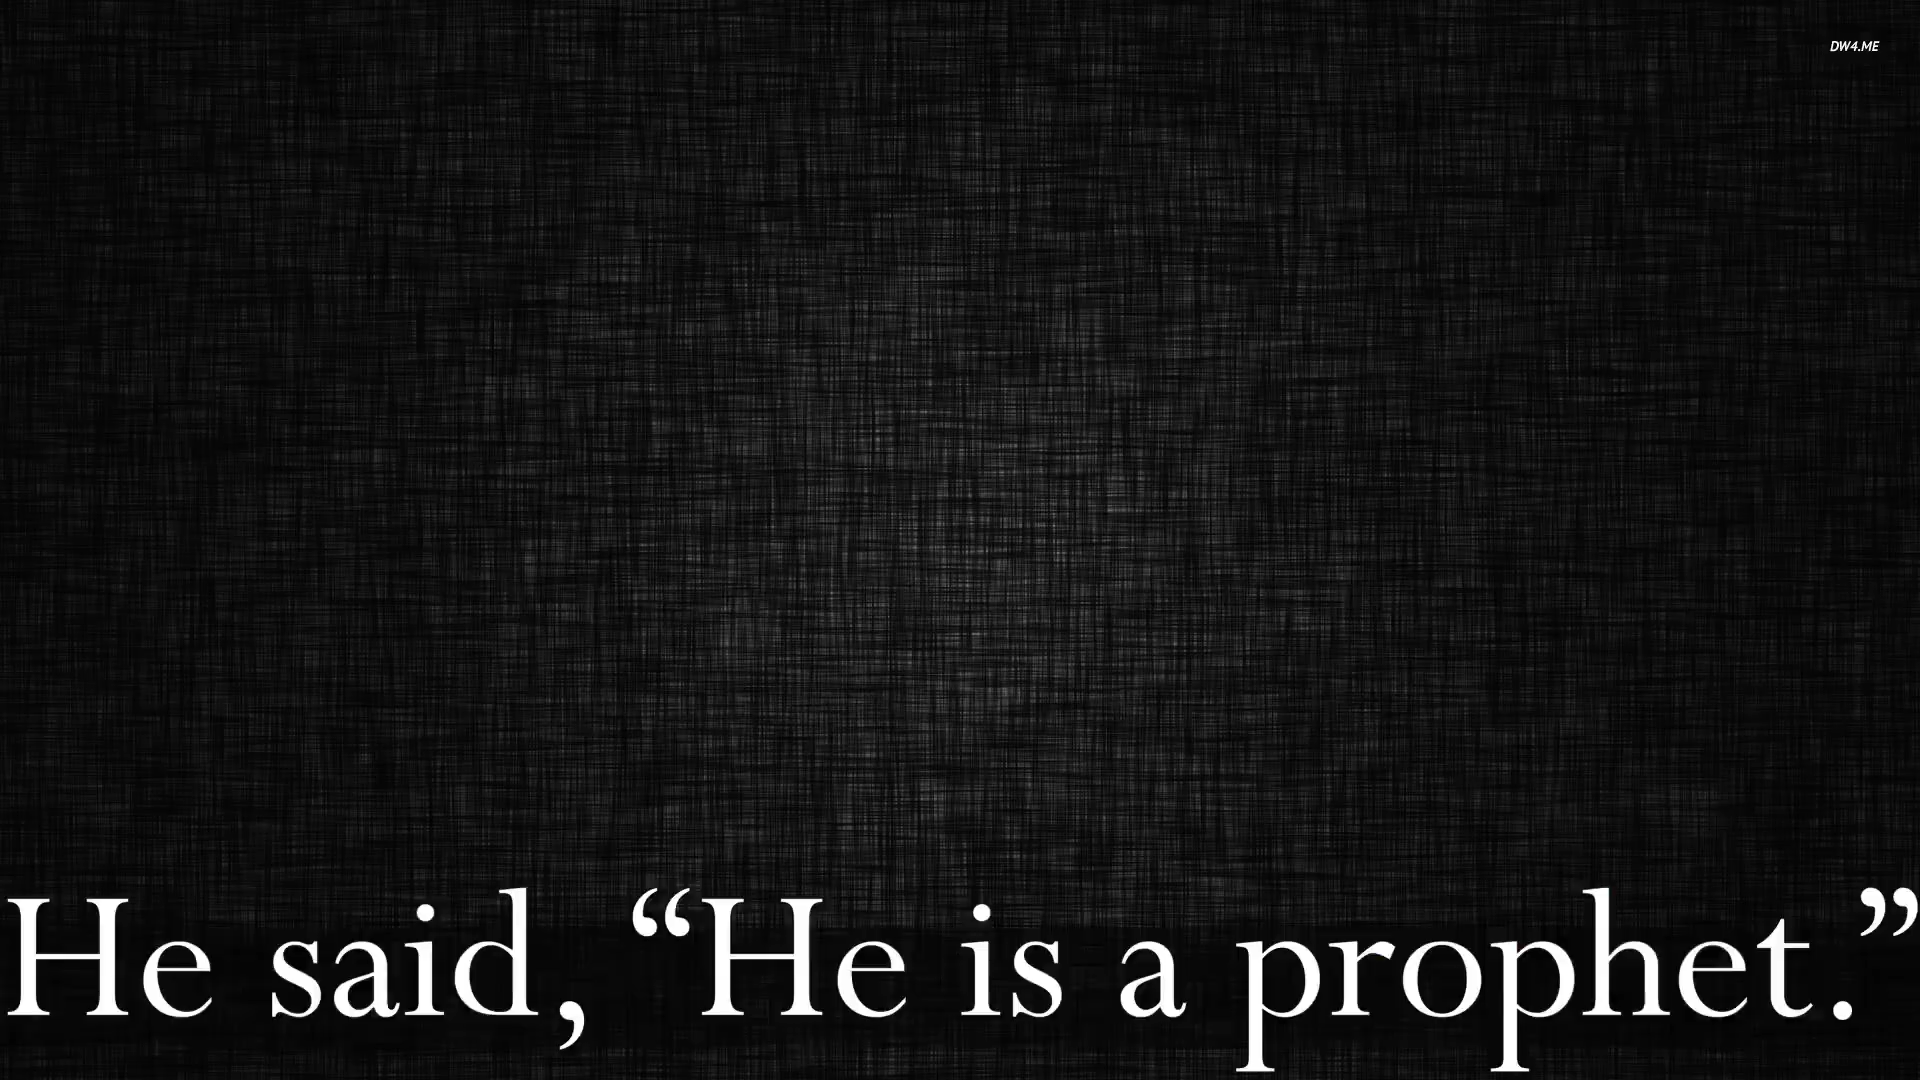 DW4.ME
He said, “He is a prophet.”